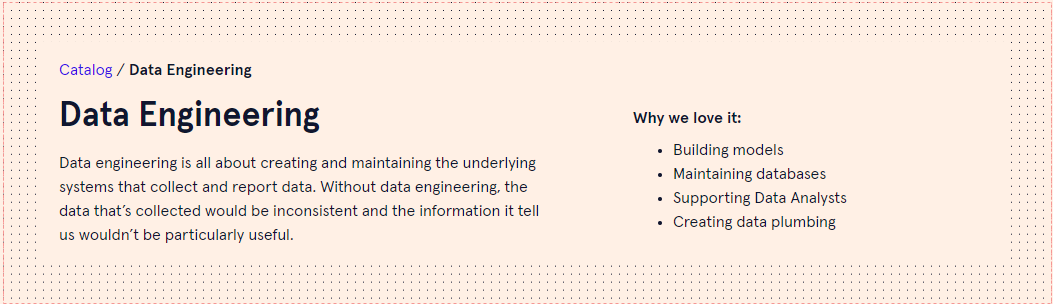 Catalog / Data Engineering
Data Engineering
Data engineering is all about creating and maintaining the underlying
systems that collect and report data. Without data engineering, the
data that’s collected would be inconsistent and the information it tell
us wouldn’t be particularly useful.
Why we love it:
• Building models
• Maintaining databases
• Supporting Data Analysts
• Creating data plumbing